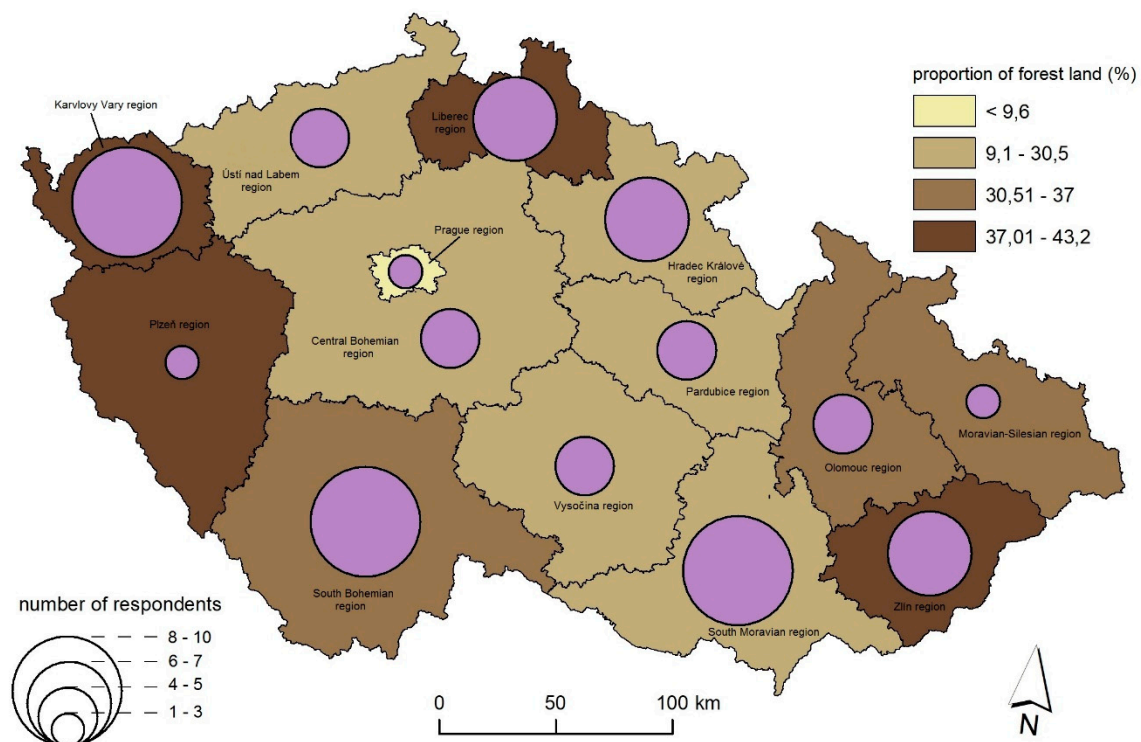 proportion of forest land (%)
< 9,6
9,1 - 30,5
30,51 - 37
37,01 - 43,2
Karvlovy Vary region
Liberec
region
Ústí nad Labem
region
Prague region
Hradec Králové
region
Plzeň region
Central Bohemian
region
Pardubice region
Moravian-Silesian region
Olomouc region
Vysočina region
South Bohemian
region
Zlín region
South Moravian region
number of respondents
8 - 10
6 - 7
4 - 5
1 - 3
0 50 100 km
N